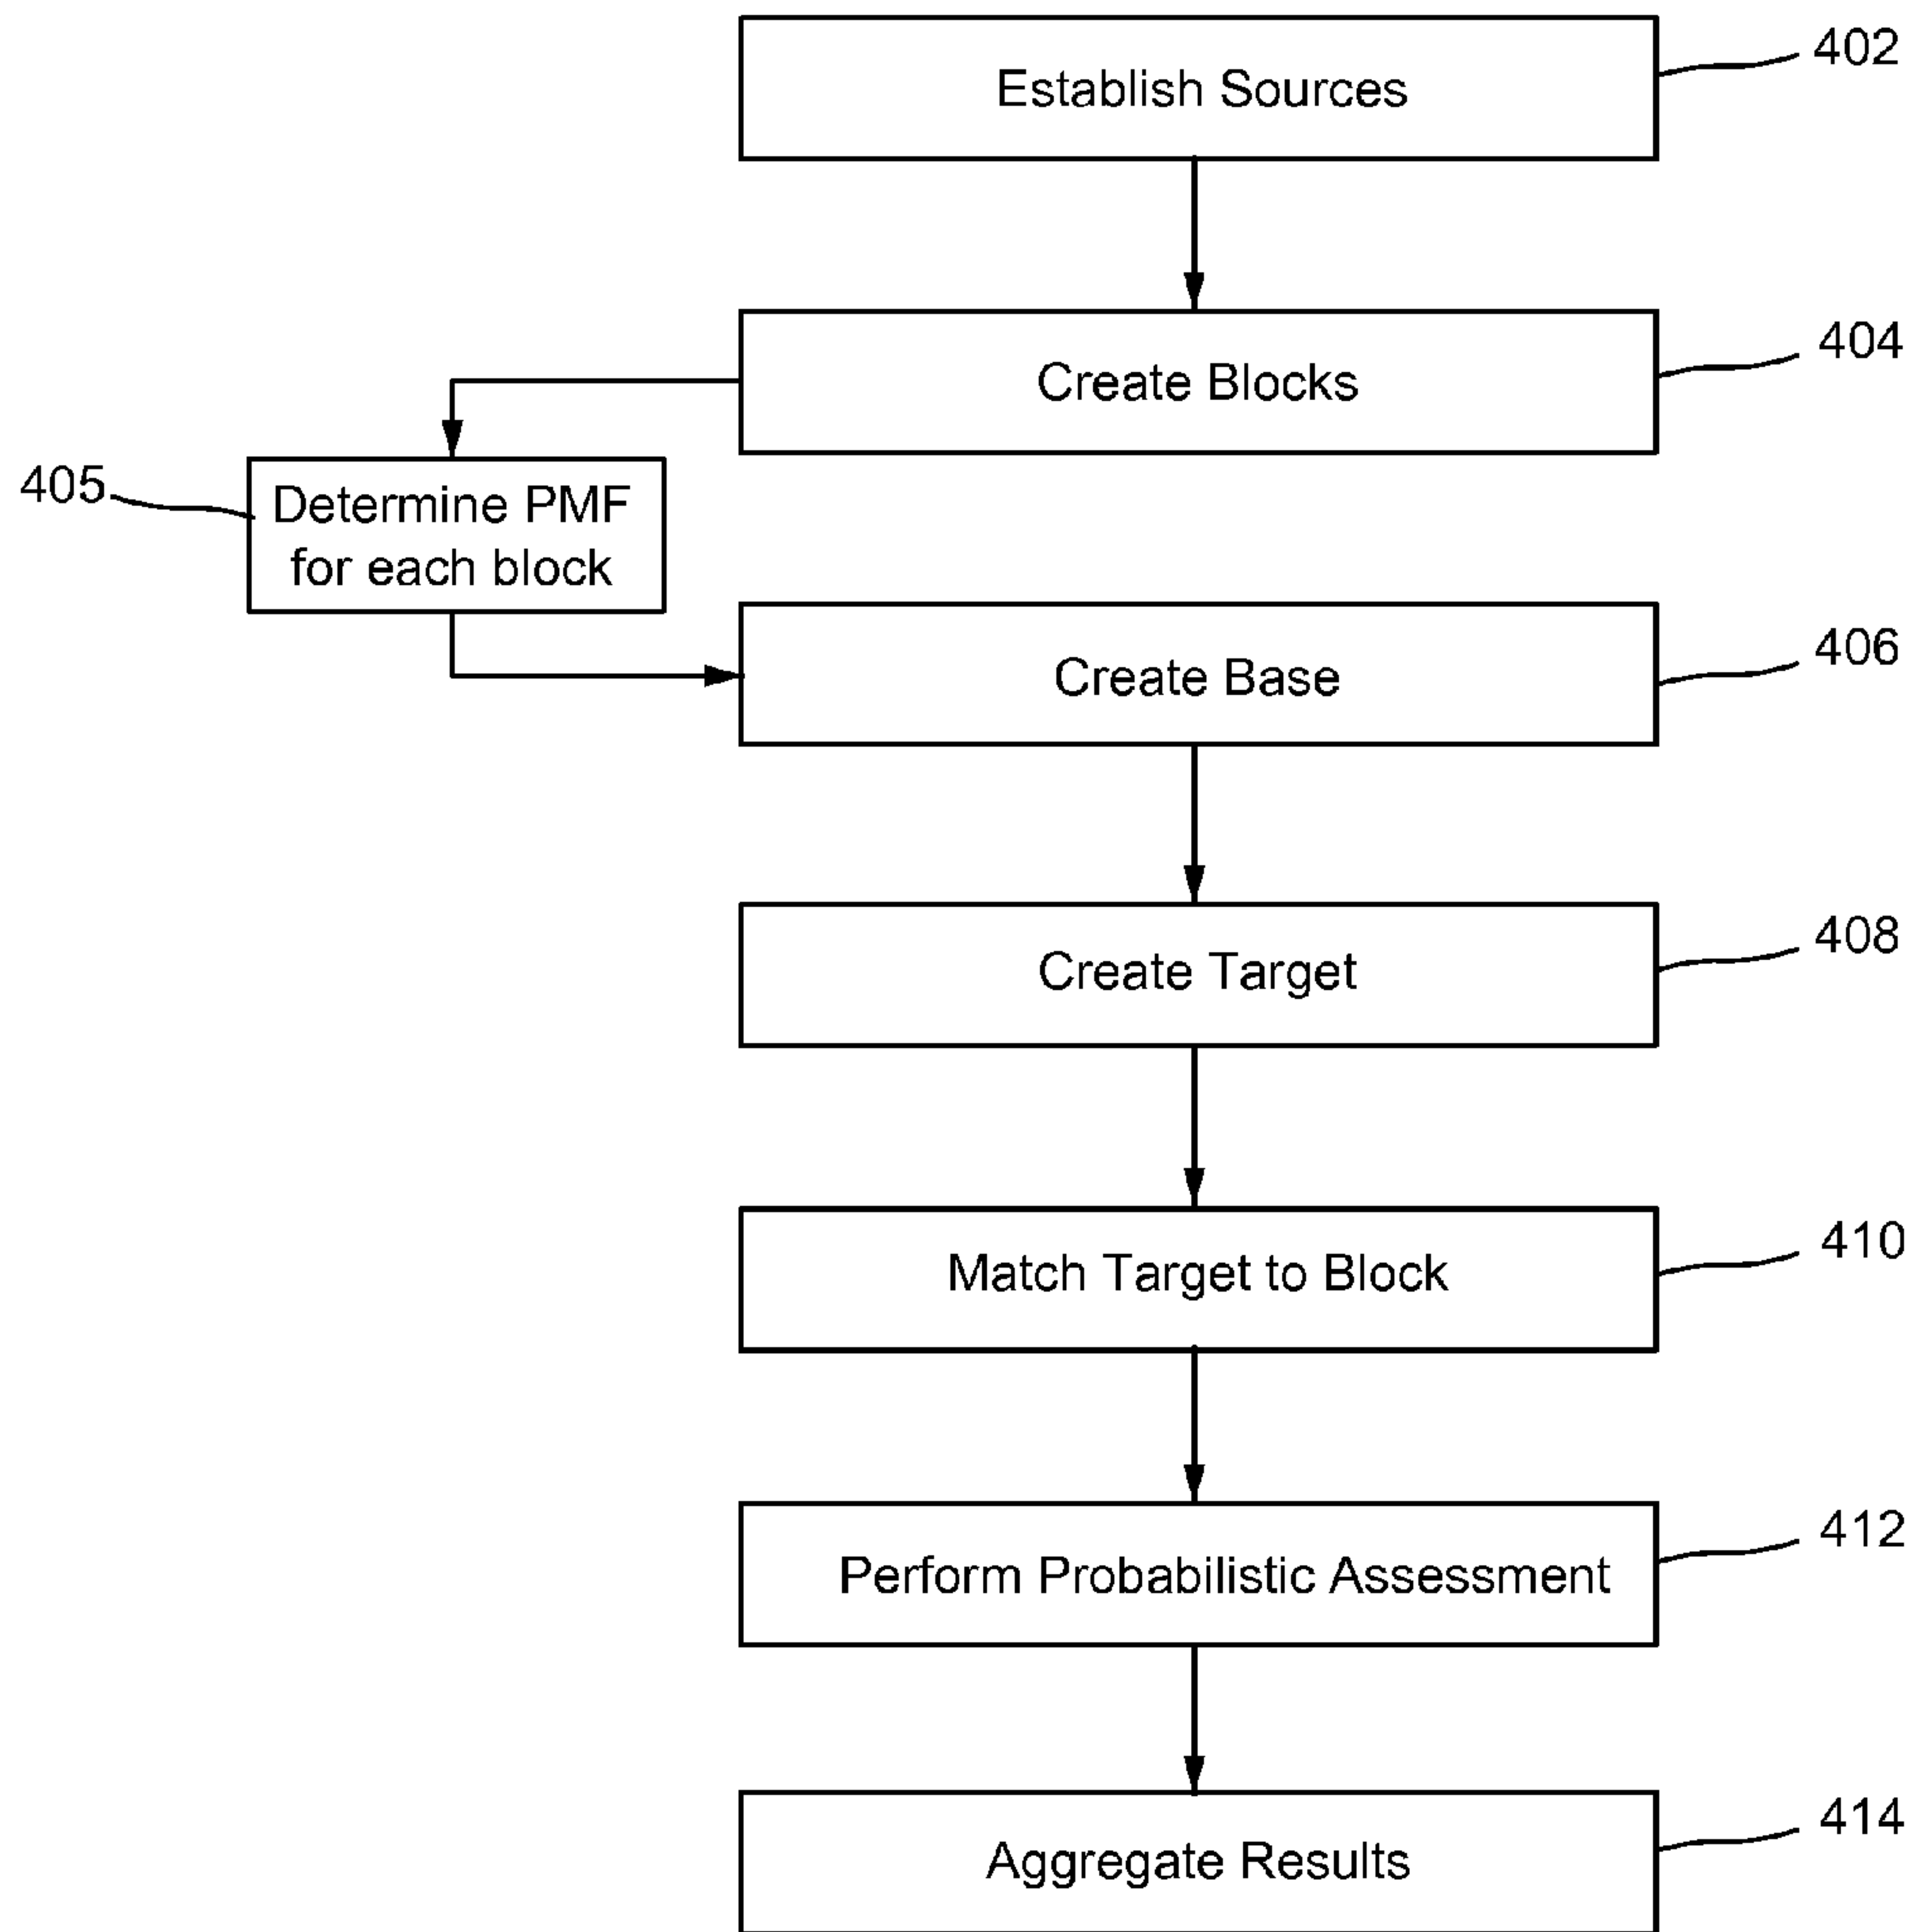 Establish Sources
402
Create Blocks
404
405
Determine PMF
for each block
Create Base
406
Create Target
408
Match Target to Block
410
Perform Probabilistic Assessment
412
Aggregate Results
414